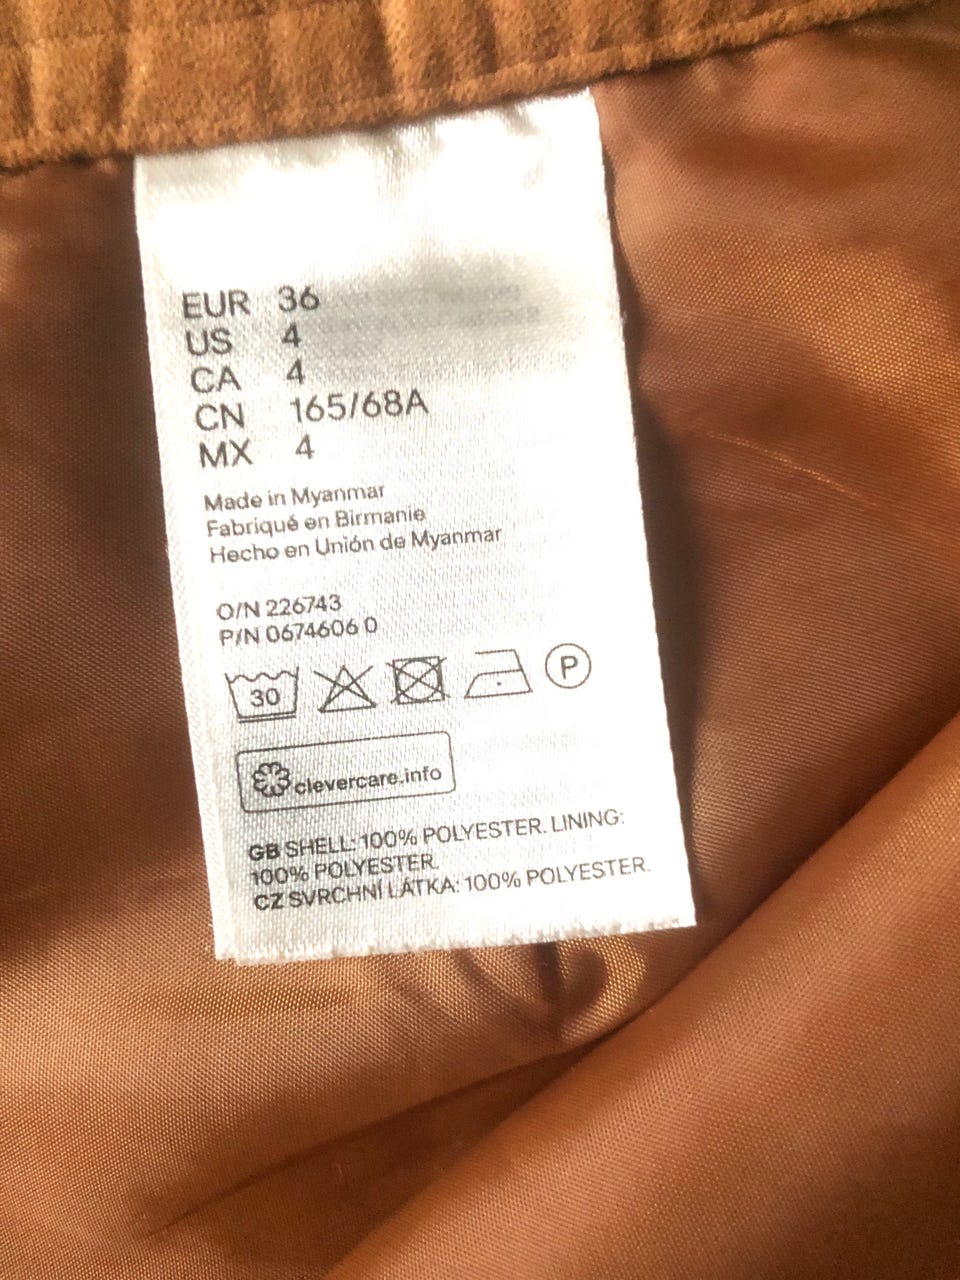 EUR 36
US 4
CA 4
CN 165/68A
MX 4
Made in Myanmar
Fabriqué en Birmanie
Hecho en Unión de Myanmar
O/N 226743
P/N 0674606 0
30
P
clevercare.info
GB SHELL: 100% POLYESTER. LINING:
100% POLYESTER.
CZ SVRCHNÍ LÁTKA: 100% POLYESTER.